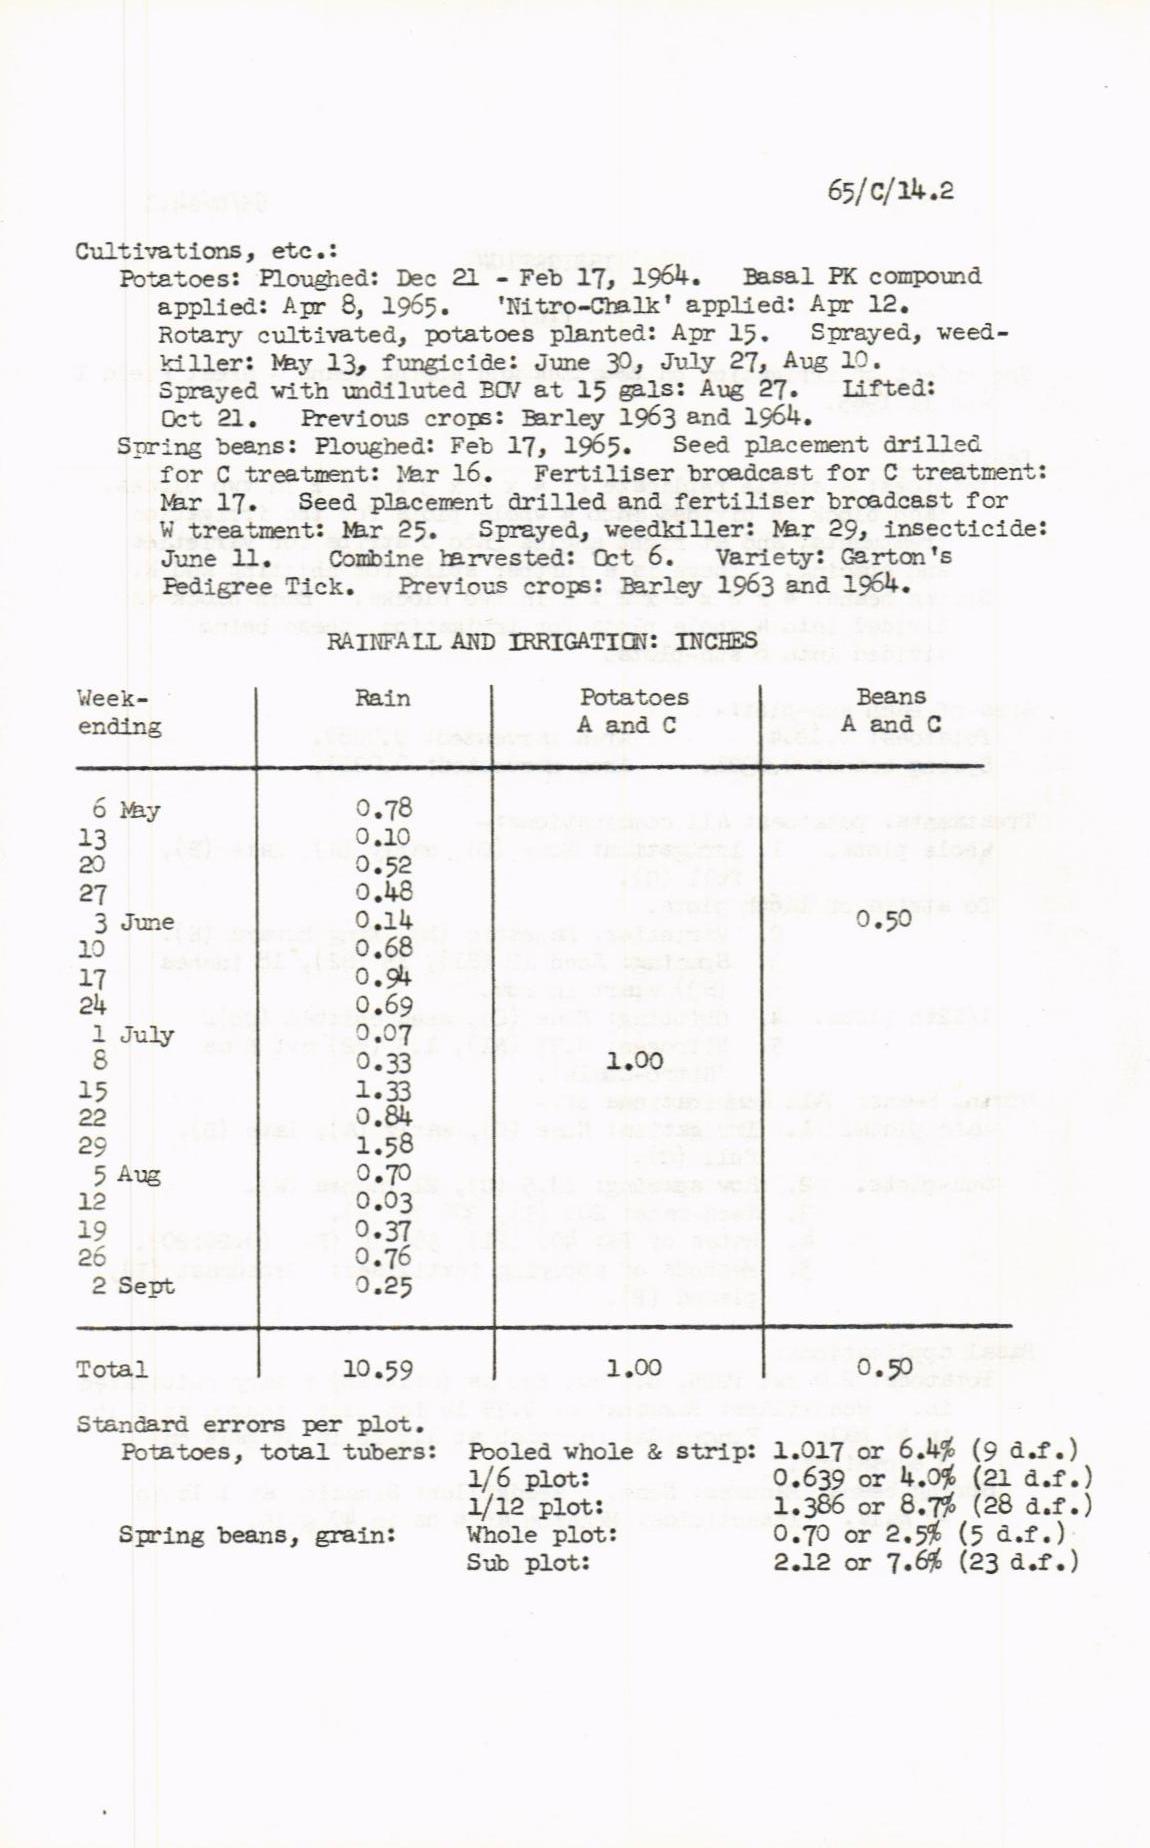 65/C/14.2
Cultivations, etc.:
Potatoes: Ploughed: Dec 21 - Feb 17, 1964. Basal PK compound
applied: Apr 8, 1965. 'Nitro-Chalk' applied: Apr 12.
Rotary cultivated, potatoes planted: Apr 15. Sprayed, weed-
killer: May 13, fungicide: June 30, July 27, Aug 10.
Sprayed with undiluted BOV at 15 gals: Aug 27. Lifted:
Oct 21. Previous crops: Barley 1963 and 1964.
Spring beans: Ploughed: Feb 17, 1965. Seed placement drilled
for C treatment: Mar 16. Fertiliser broadcast for C treatment:
Mar 17. Seed placement drilled and fertiliser broadcast for
W treatment: Mar 25. Sprayed, weedkiller: Mar 29, insecticide:
June 11. Combine harvested: Oct 6. Variety: Garton's
Pedigree Tick. Previous crops: Barley 1963 and 1964.
RAINFALL AND IRRIGATION: INCHES
Week- Rain Potatoes Beans
ending A and C A and C
6 May 0.78
13 0.10
20 0.52
27 0.48
3 June 0.14 0.50
10 0.68
17 0.94
24 0.69
1 July 0.07
8 0.33 1.00
15 1.33
22 0.84
29 1.58
5 Aug 0.70
12 0.03
19 0.37
26 0.76
2 Sept 0.25
Total 10.59 1.00 0.50
Standard errors per plot.
Potatoes, total tubers: Pooled whole & strip: 1.017 or 6.4% (9 d.f.)
1/6 plot: 0.639 or 4.0% (21 d.f.)
1/12 plot: 1.386 or 8.7% (28 d.f.)
Spring beans, grain: Whole plot: 0.70 or 2.5% (5 d.f.)
Sub plot: 2.12 or 7.6% (23 d.f.)